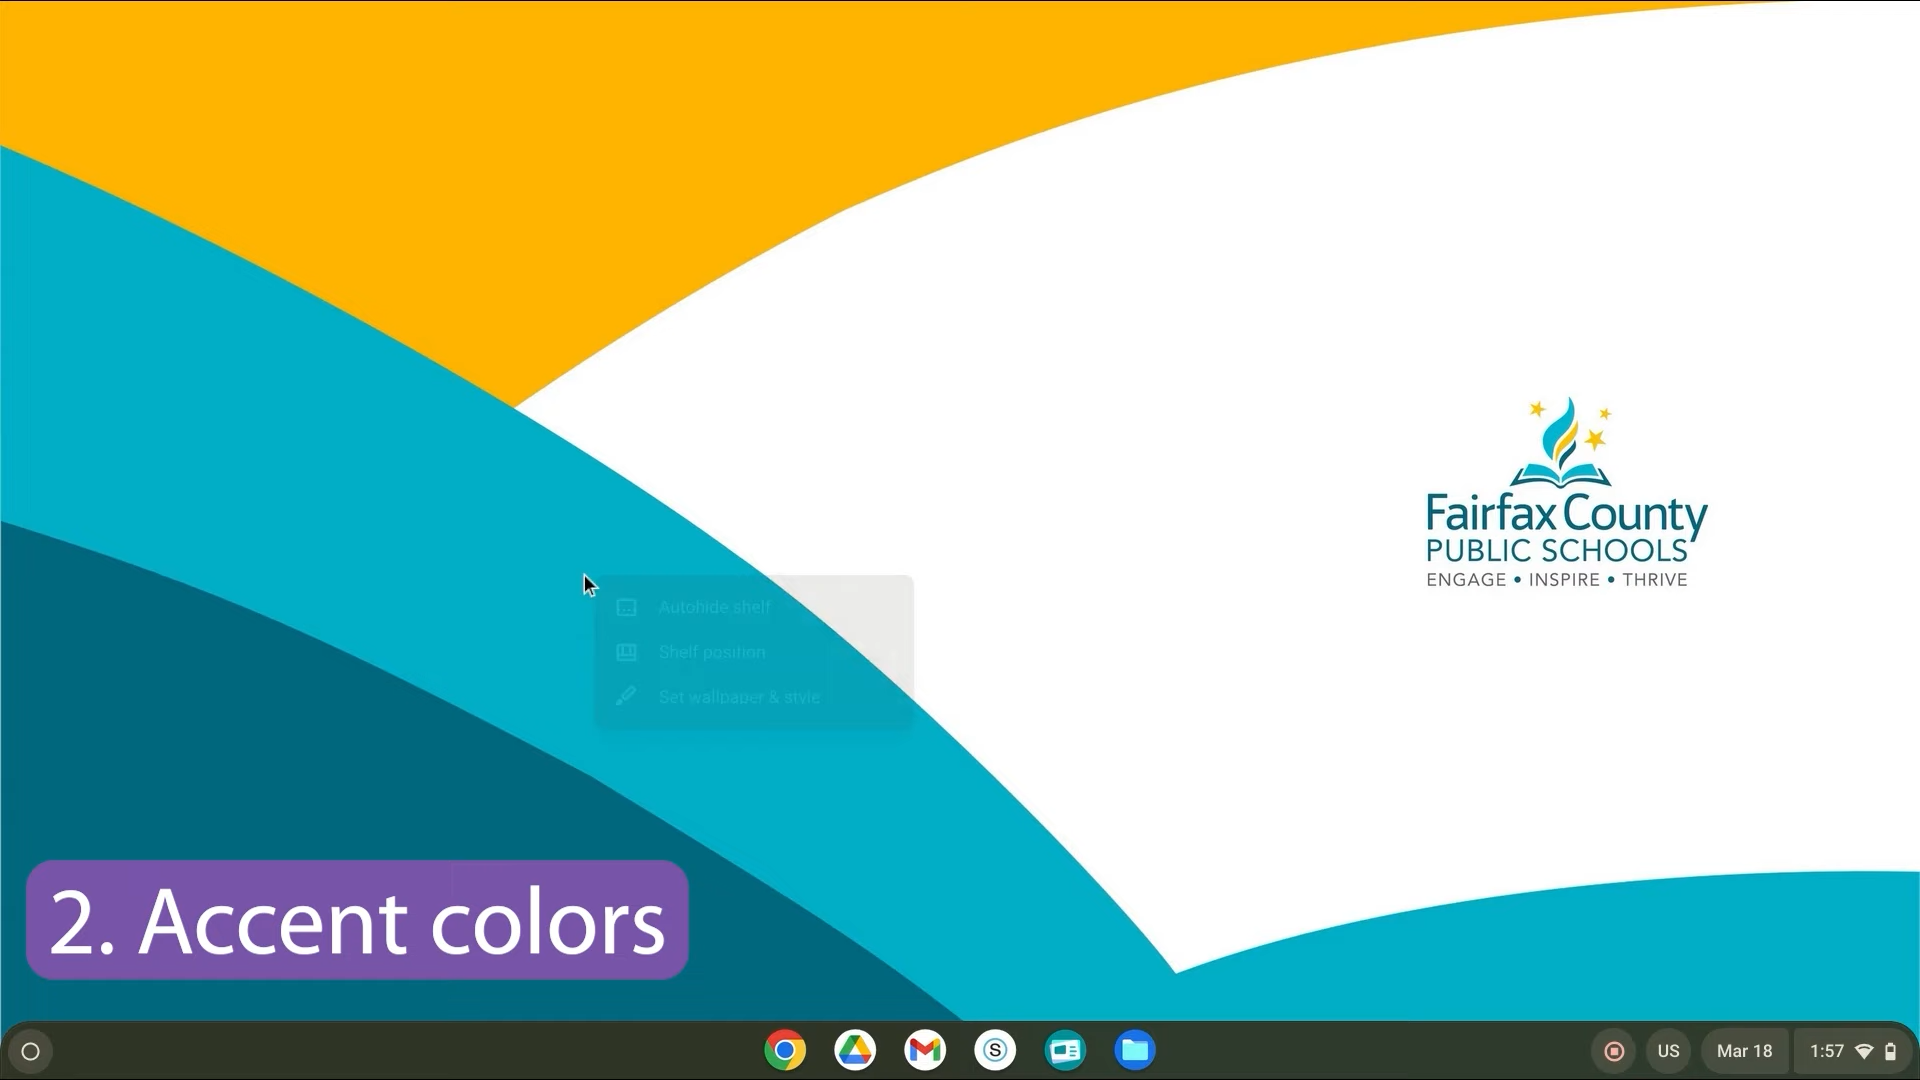 Fairfax County
PUBLIC SCHOOLS
ENGAGE • INSPIRE • THRIVE
Autohide shelf
Shelf position
Set wallpaper & style
2. Accent colors
S
US
Mar 18
1:57